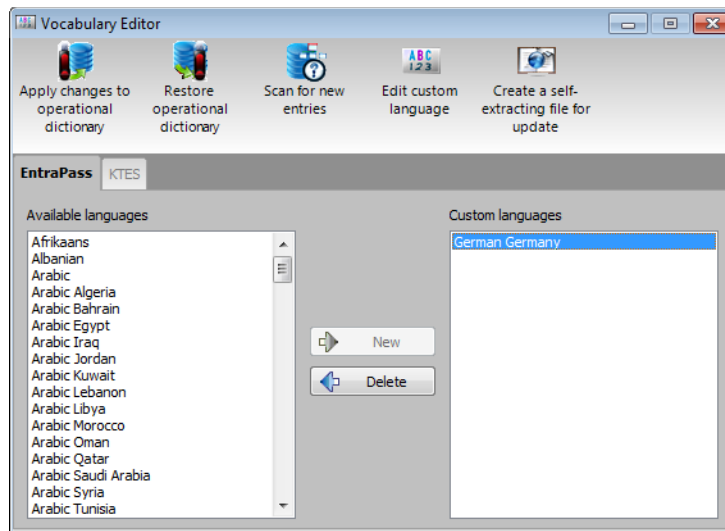 Vocabulary Editor
Apply changes to
operational
dictionary
Restore
operational
dictionary
Scan for new
entries
Edit custom
language
Create a self-
extracting file for
update
EntraPass
KTES
Available languages
Afrikaans
Albanian
Arabic
Arabic Algeria
Arabic Bahrain
Arabic Egypt
Arabic Iraq
Arabic Jordan
Arabic Kuwait
Arabic Lebanon
Arabic Libya
Arabic Morocco
Arabic Oman
Arabic Qatar
Arabic Saudi Arabia
Arabic Syria
Arabic Tunisia
New
Delete
Custom languages
German Germany
ABC
123